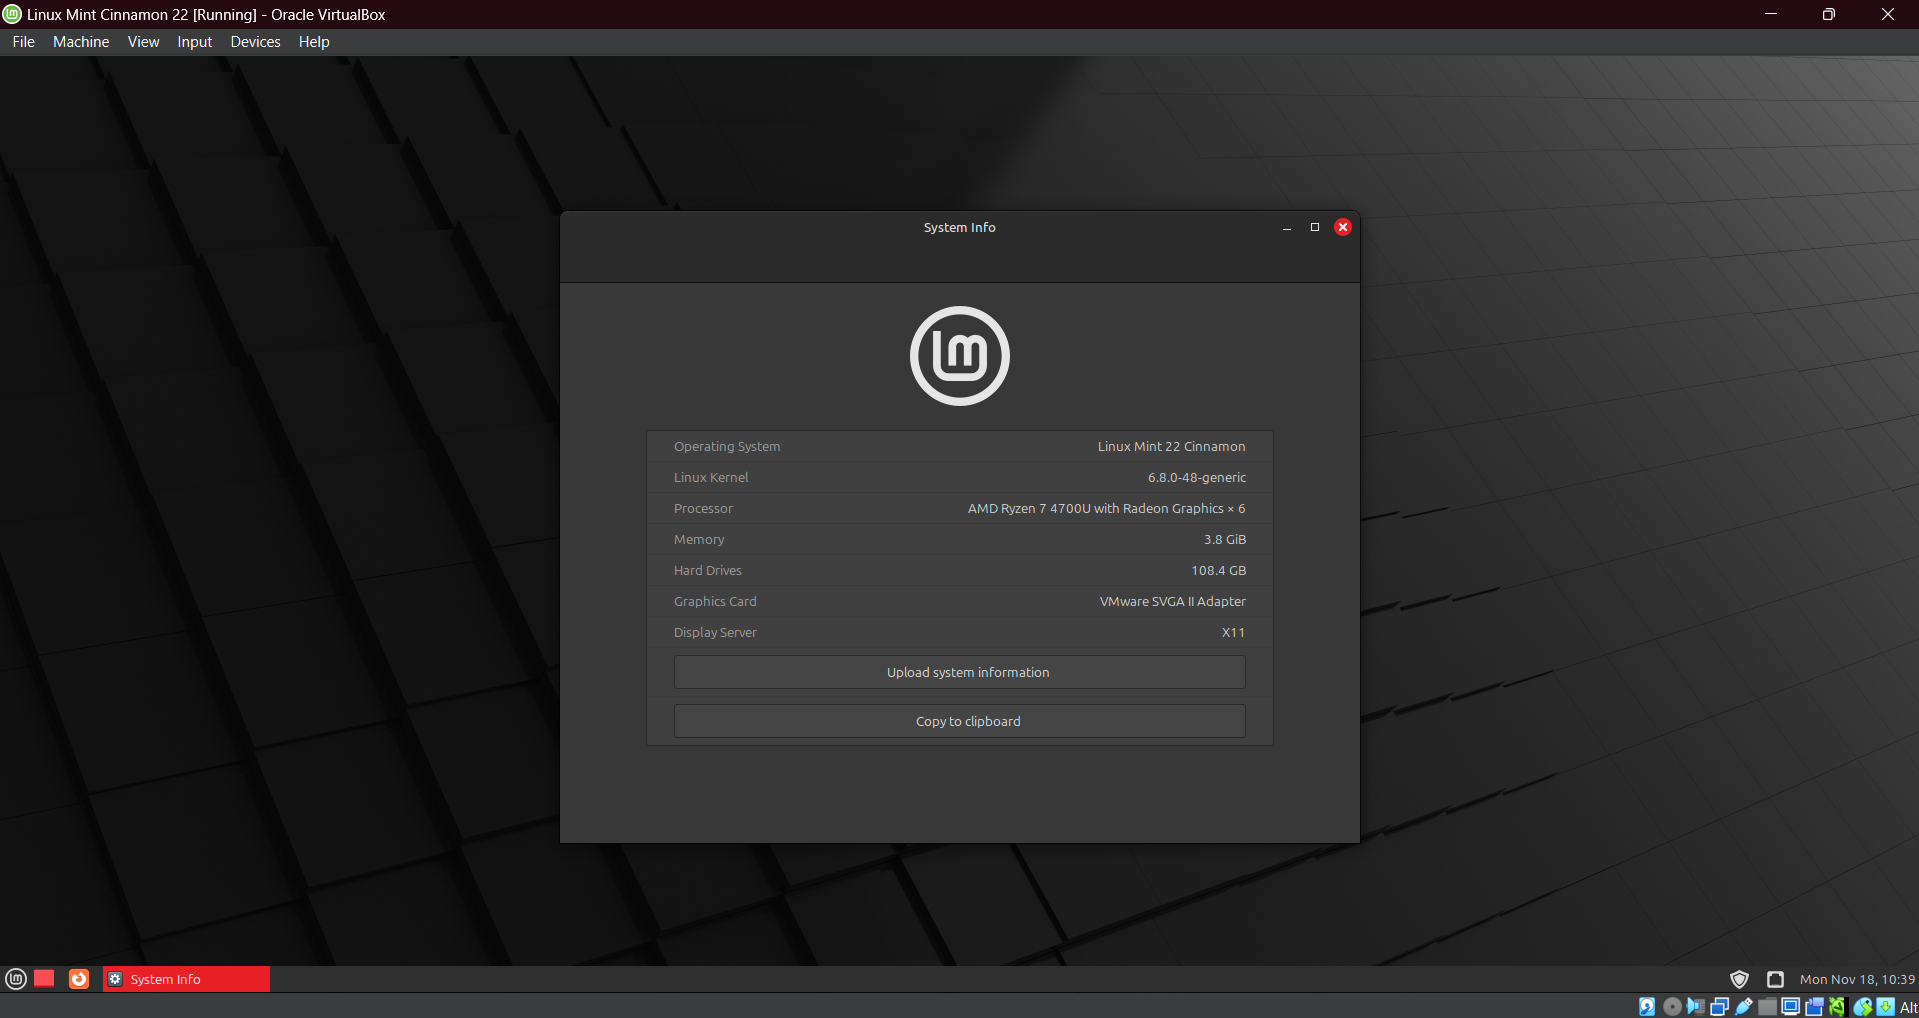 Linux Mint Cinnamon 22 [Running] - Oracle VirtualBox
File Machine View Input Devices Help
System Info
Operating System Linux Mint 22 Cinnamon
Linux Kernel 6.8.0-48-generic
Processor AMD Ryzen 7 4700U with Radeon Graphics × 6
Memory 3.8 GiB
Hard Drives 108.4 GB
Graphics Card VMware SVGA II Adapter
Display Server X11
Upload system information
Copy to clipboard
System Info
Mon Nov 18, 10:39
Alt